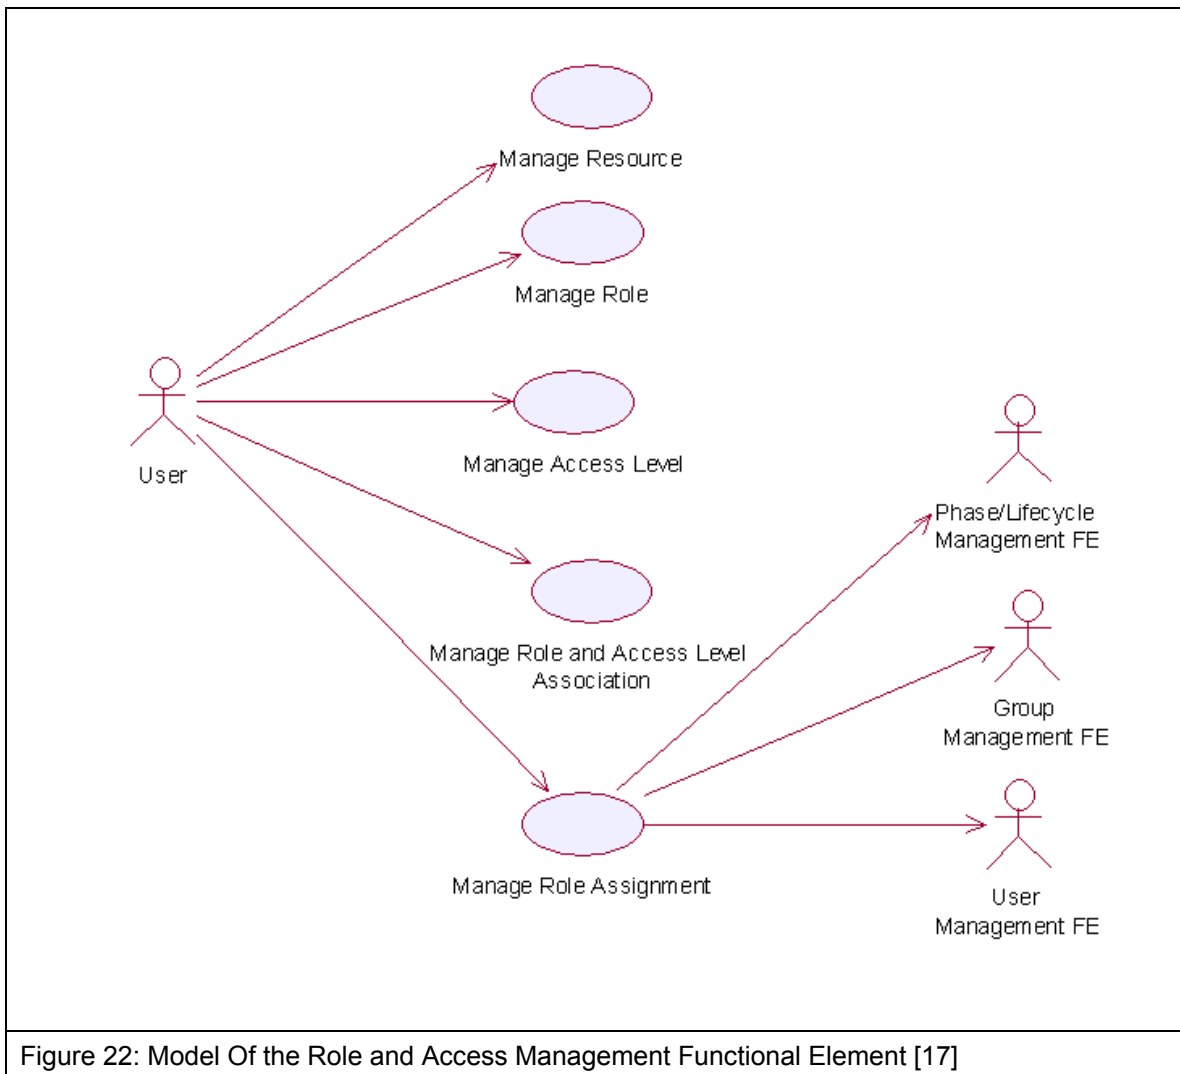 Manage Resource
Manage Role
User
Manage Access Level
Phase/Lifecycle
Management FE
Manage Role and Access Level
Association
Group
Management FE
Manage Role Assignment
User
Management FE
Figure 22: Model Of the Role and Access Management Functional Element [17]